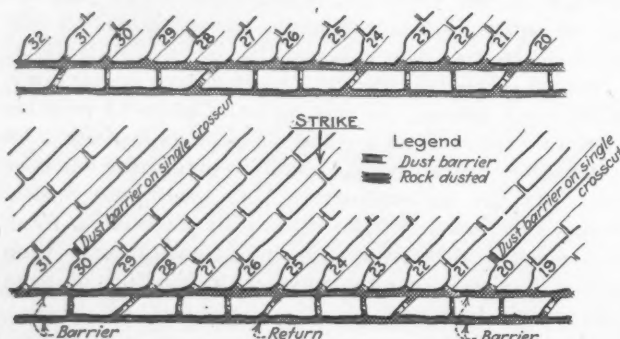 32 31 30 29 28 27 26 25 24 23 22 21 20
STRIKE
Legend
Dust barrier
Rock dusted
Dust barrier on single crosscut
Dust barrier on single
crosscut
31 30 29 28 27 26 25 24 23 22 21 20 19
Barrier Return Barrier